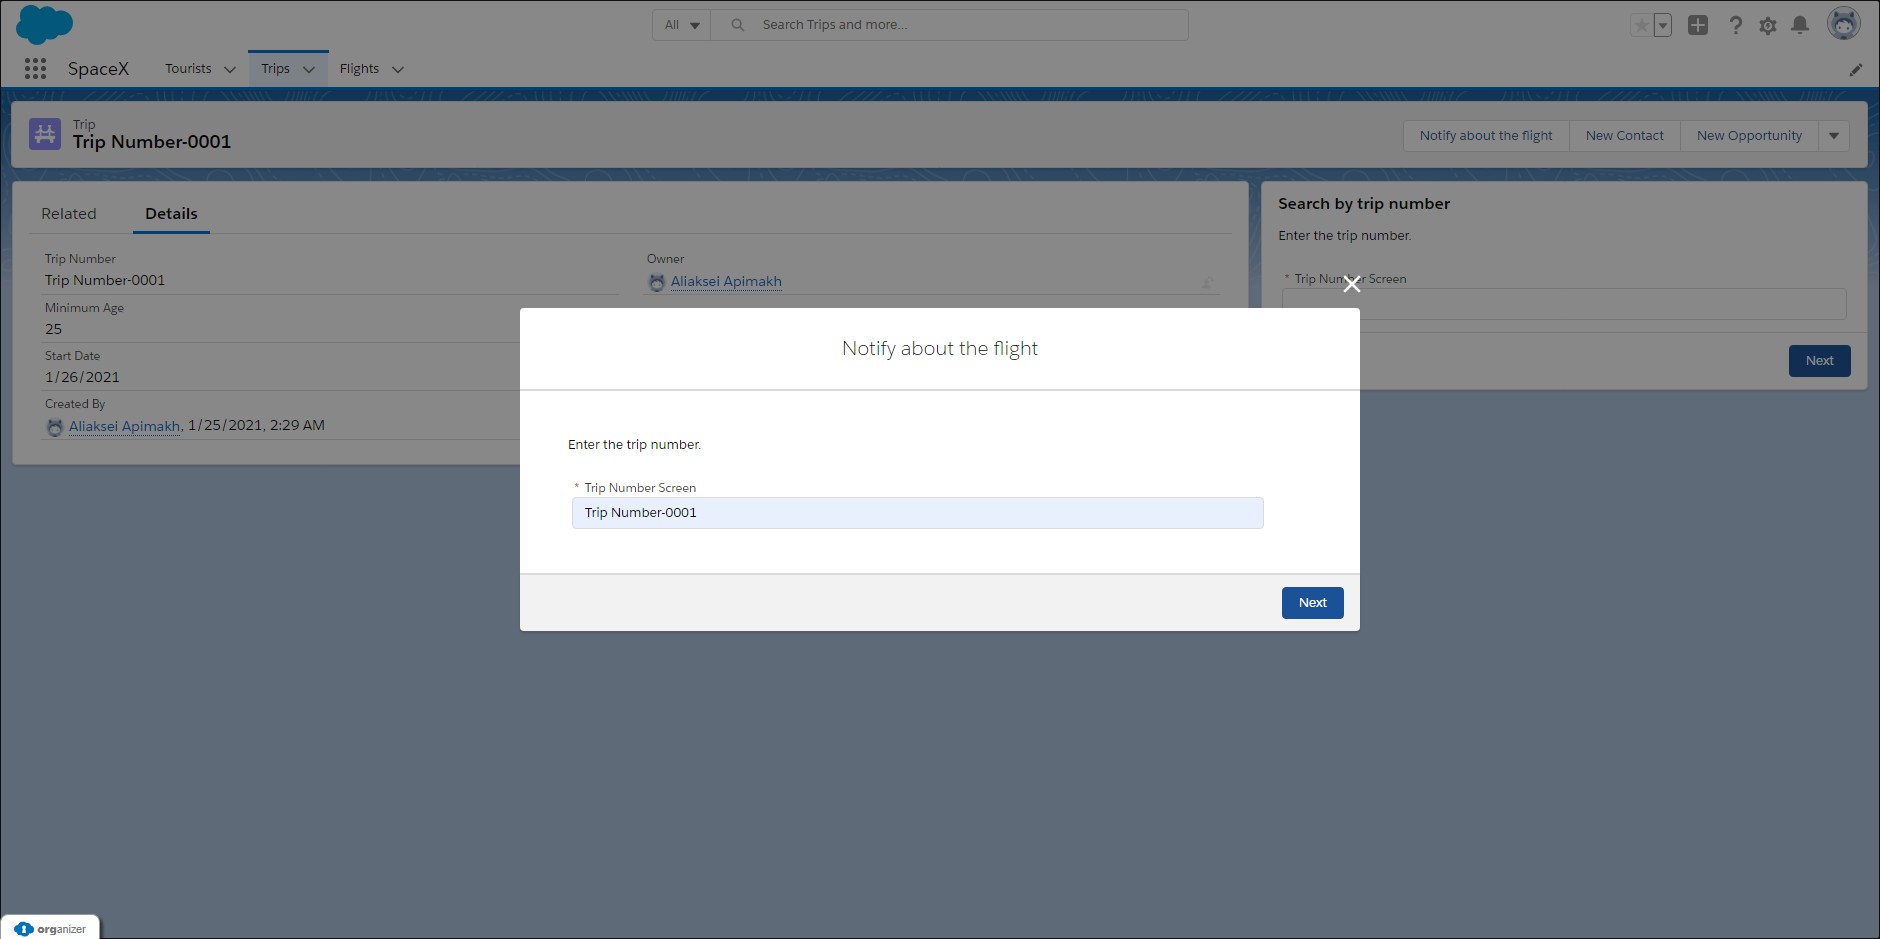 All
Search Trips and more...
SpaceX
Tourists
Trips
Flights
Trip
Trip Number-0001
Notify about the flight
New Contact
New Opportunity
Related
Details
Trip Number
Trip Number-0001
Owner
Aliaksei Apimakh
Minimum Age
25
Start Date
1/26/2021
Created By
Aliaksei Apimakh, 1/25/2021, 2:29 AM
Search by trip number
Enter the trip number.
* Trip Number Screen
Next
Notify about the flight
Enter the trip number.
* Trip Number Screen
Trip Number-0001
Next
organizer